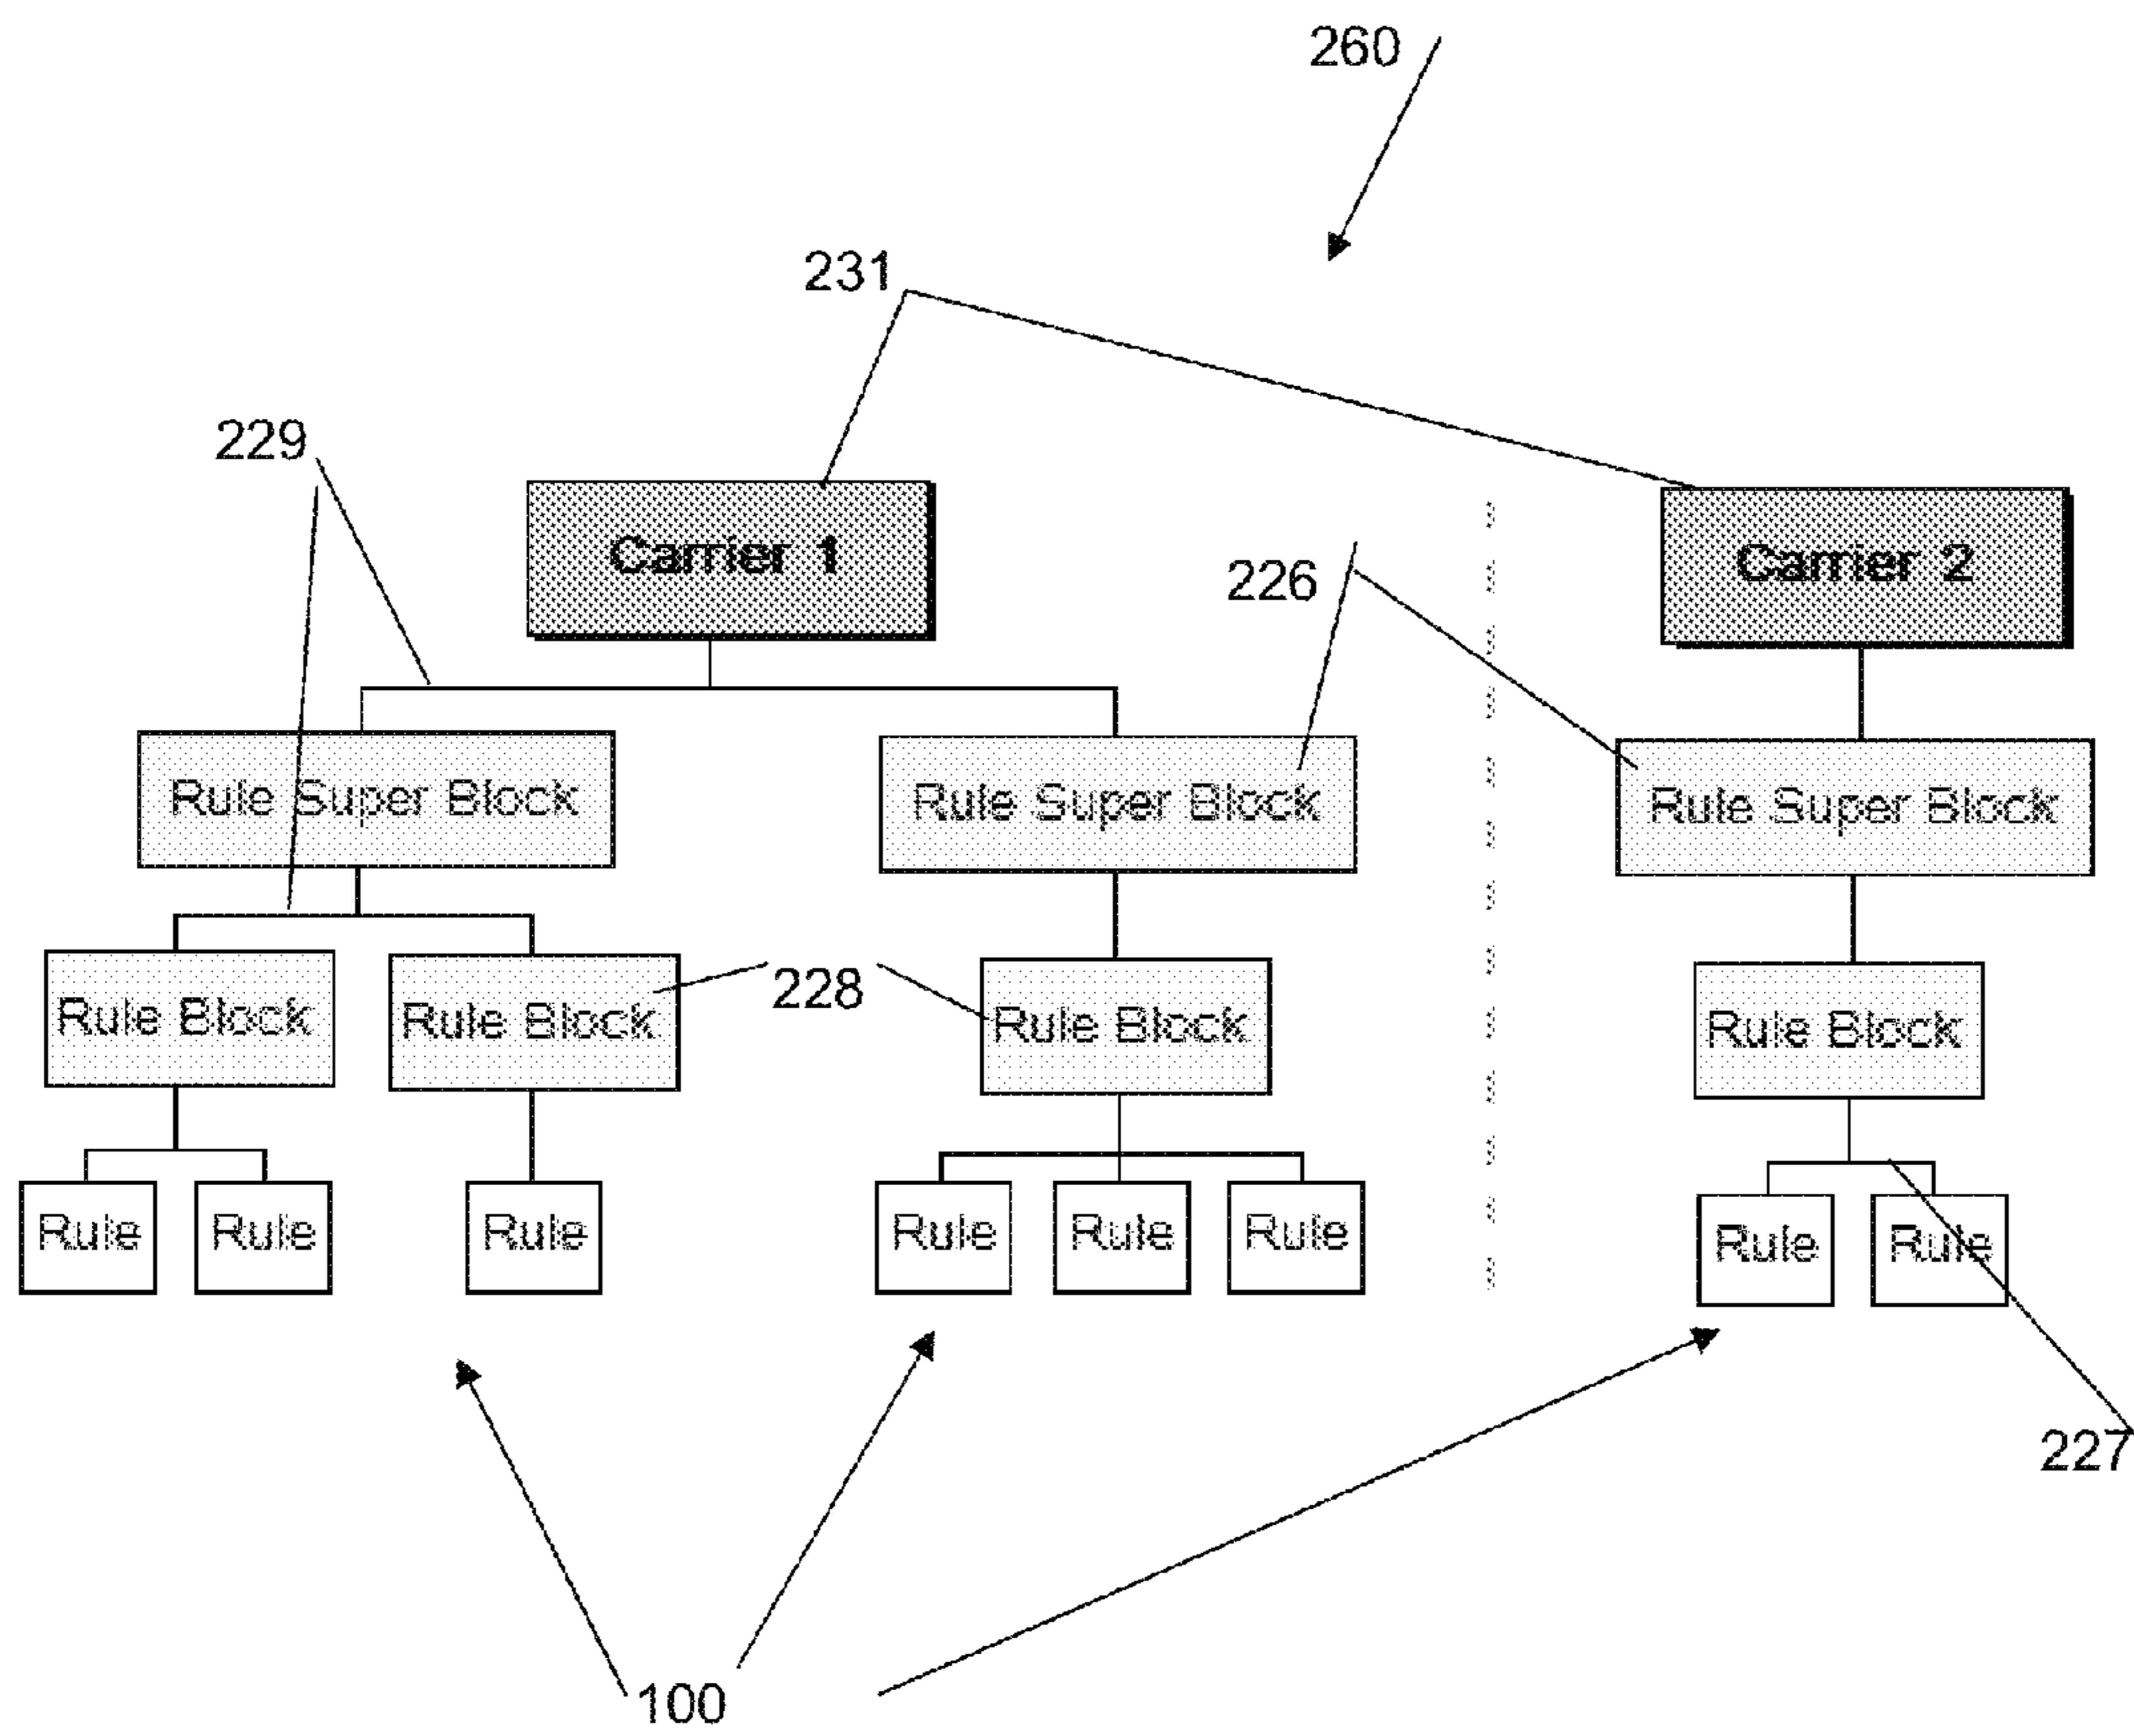 260
231
229
Carrier 1
Carrier 2
226
Rule Super Block
Rule Super Block
Rule Super Block
Rule Block
Rule Block
228
Rule Block
Rule Block
Rule
Rule
Rule
Rule
Rule
Rule
Rule
Rule
227
100